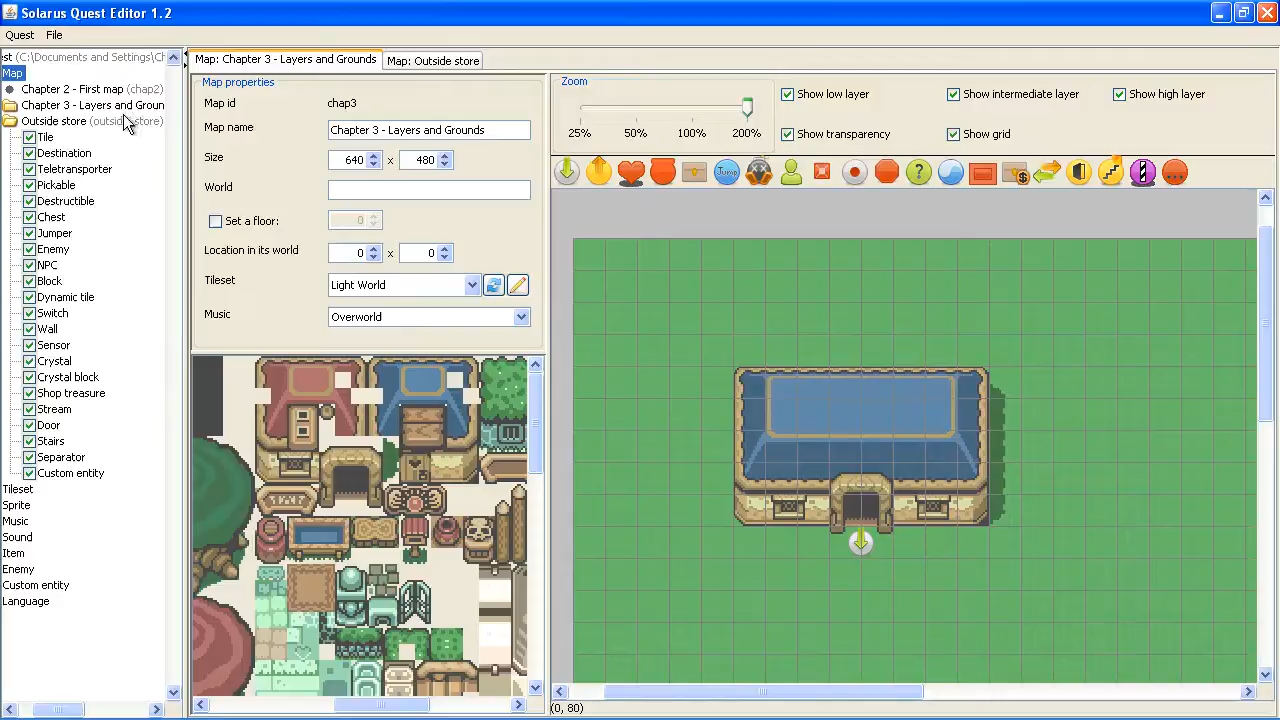 Solarus Quest Editor 1.2
Quest File
est (C:\Documents and Settings\Ch
Map
Chapter 2 - First map (chap2)
Chapter 3 - Layers and Groun
Outside store (outside store)
Tile
Destination
Teletransporter
Pickable
Destructible
Chest
Jumper
Enemy
NPC
Block
Dynamic tile
Switch
Wall
Sensor
Crystal
Crystal block
Shop treasure
Stream
Door
Stairs
Separator
Custom entity
Tileset
Sprite
Music
Sound
Item
Enemy
Custom entity
Language
Map: Chapter 3 - Layers and Grounds
Map: Outside store
Map properties
Map id chap3
Map name Chapter 3 - Layers and Grounds
Size 640 x 480
World
Set a floor: 0
Location in its world 0 x 0
Tileset Light World
Music Overworld
Zoom
25% 50% 100% 200%
Show low layer Show intermediate layer Show high layer
Show transparency Show grid
Jump
?
$
(0, 80)